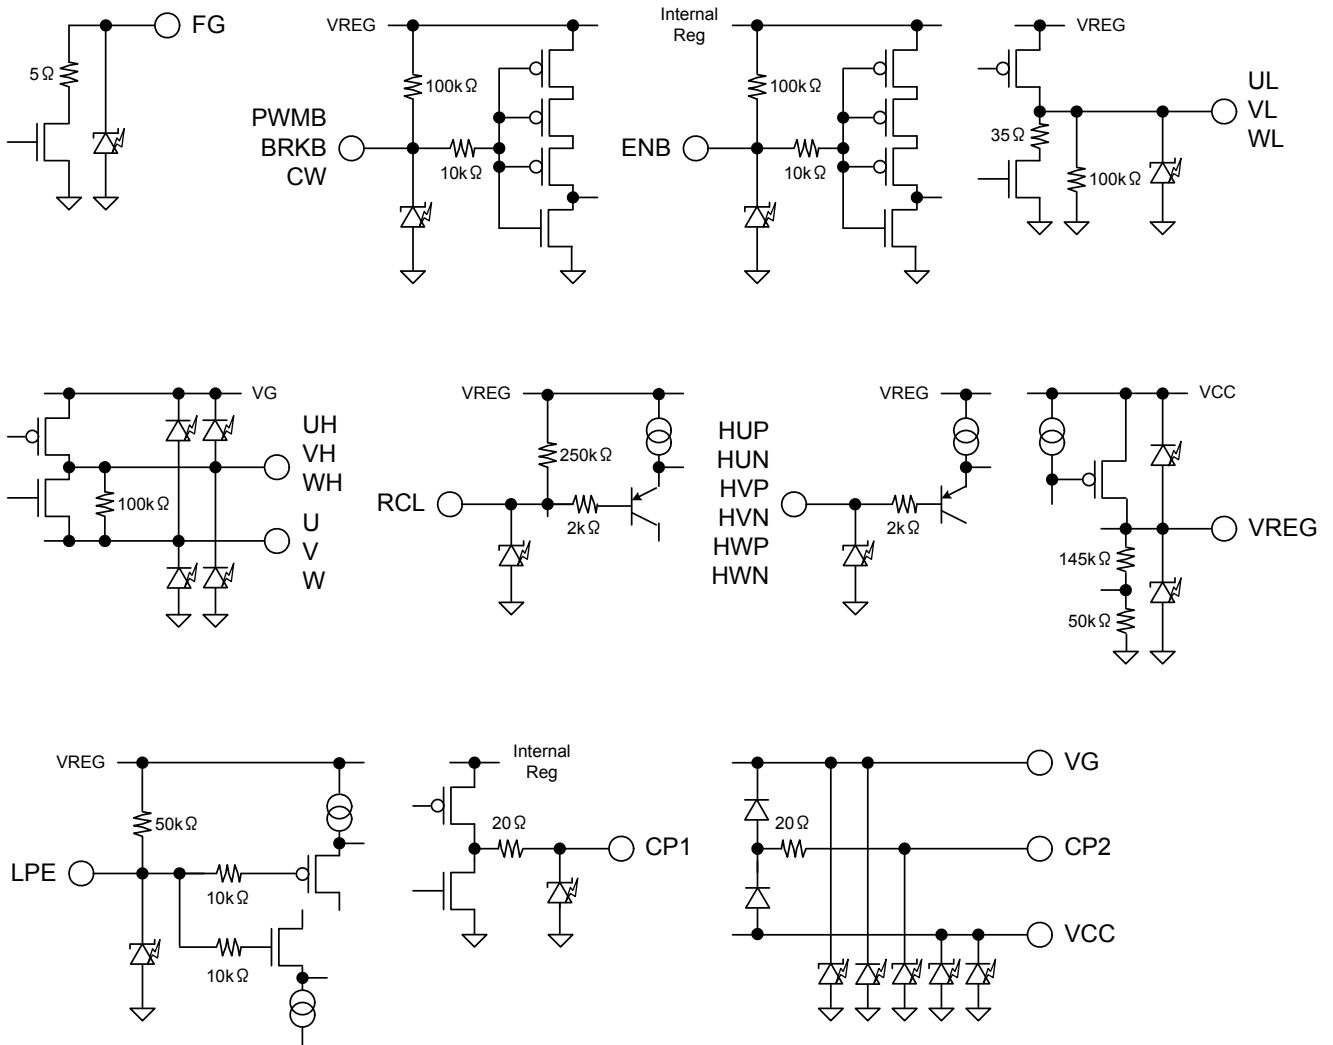 FG
5Ω
VREG
100kΩ
PWMB
BRKB
CW
10kΩ
Internal
Reg
100kΩ
ENB
10kΩ
VREG
UL
VL
WL
35Ω
100kΩ
VG
UH
VH
WH
100kΩ
U
V
W
VREG
250kΩ
RCL
2kΩ
VREG
HUP
HUN
HVP
HVN
HWP
HWN
2kΩ
VCC
VREG
145kΩ
50kΩ
VREG
50kΩ
LPE
10kΩ
10kΩ
Internal
Reg
20Ω
CP1
VG
20Ω
CP2
VCC